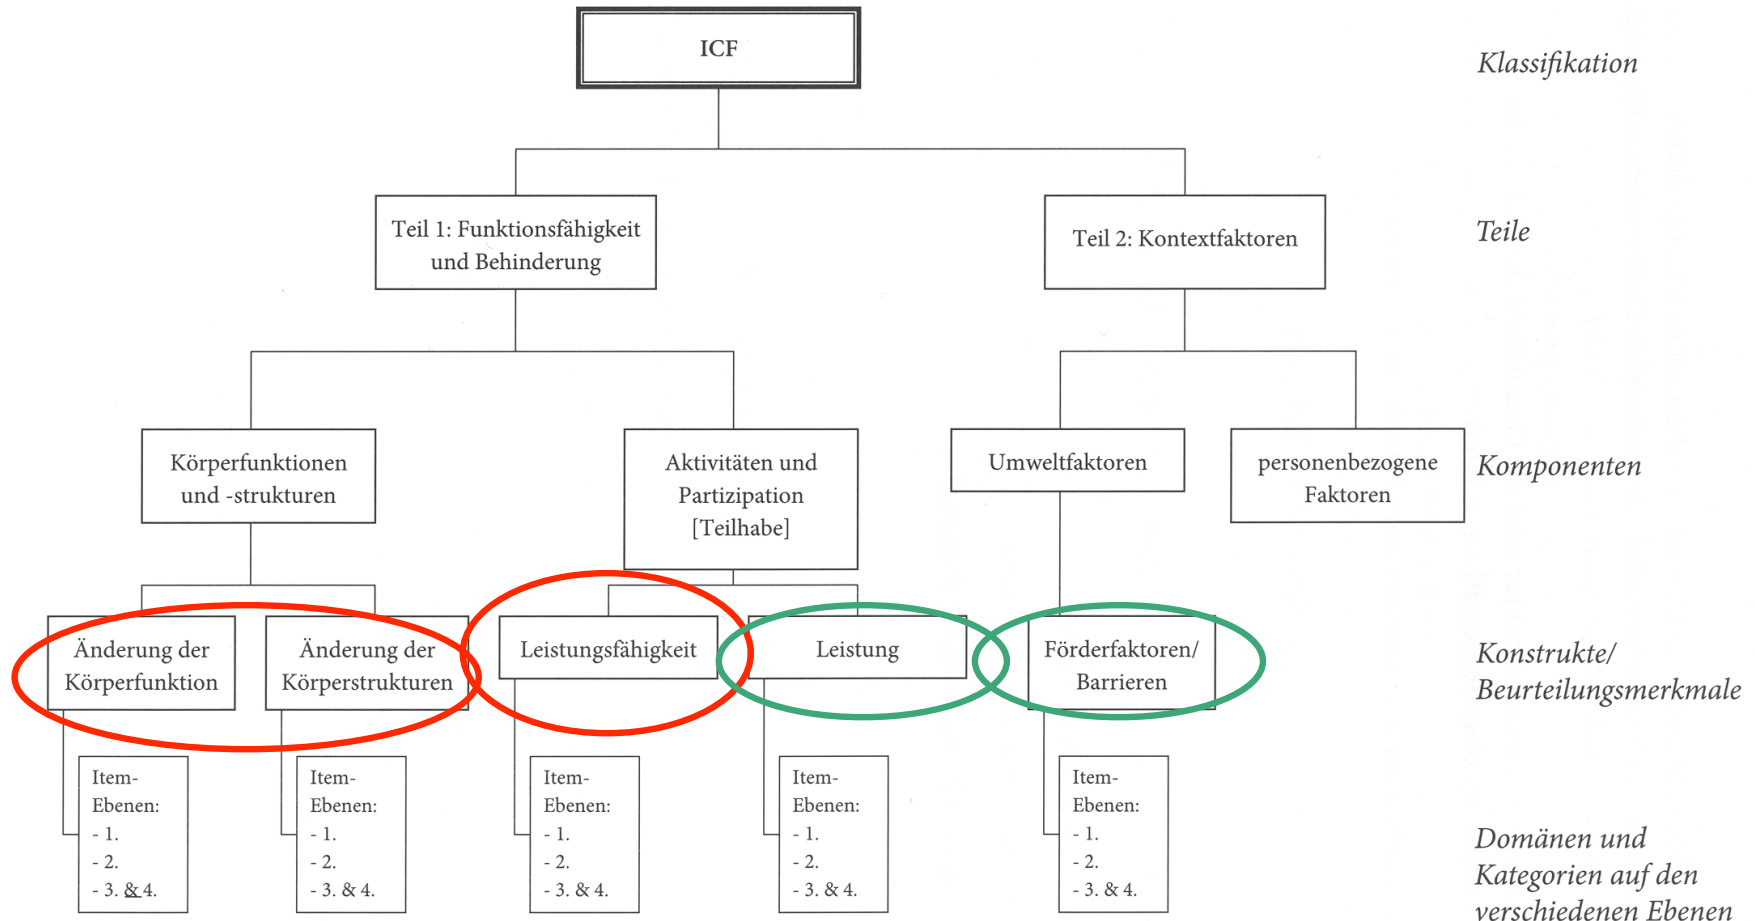 ICF
Klassifikation
Teil 1: Funktionsfähigkeit
und Behinderung
Teil 2: Kontextfaktoren
Teile
Körperfunktionen
und -strukturen
Aktivitäten und
Partizipation
[Teilhabe]
Umweltfaktoren
personenbezogene
Faktoren
Komponenten
Änderung der
Körperfunktion
Änderung der
Körperstrukturen
Leistungsfähigkeit
Leistung
Förderfaktoren/
Barrieren
Konstrukte/
Beurteilungsmerkmale
Item-
Ebenen:
- 1.
- 2.
- 3. & 4.
Item-
Ebenen:
- 1.
- 2.
- 3. & 4.
Item-
Ebenen:
- 1.
- 2.
- 3. & 4.
Item-
Ebenen:
- 1.
- 2.
- 3. & 4.
Item-
Ebenen:
- 1.
- 2.
- 3. & 4.
Domänen und
Kategorien auf den
verschiedenen Ebenen